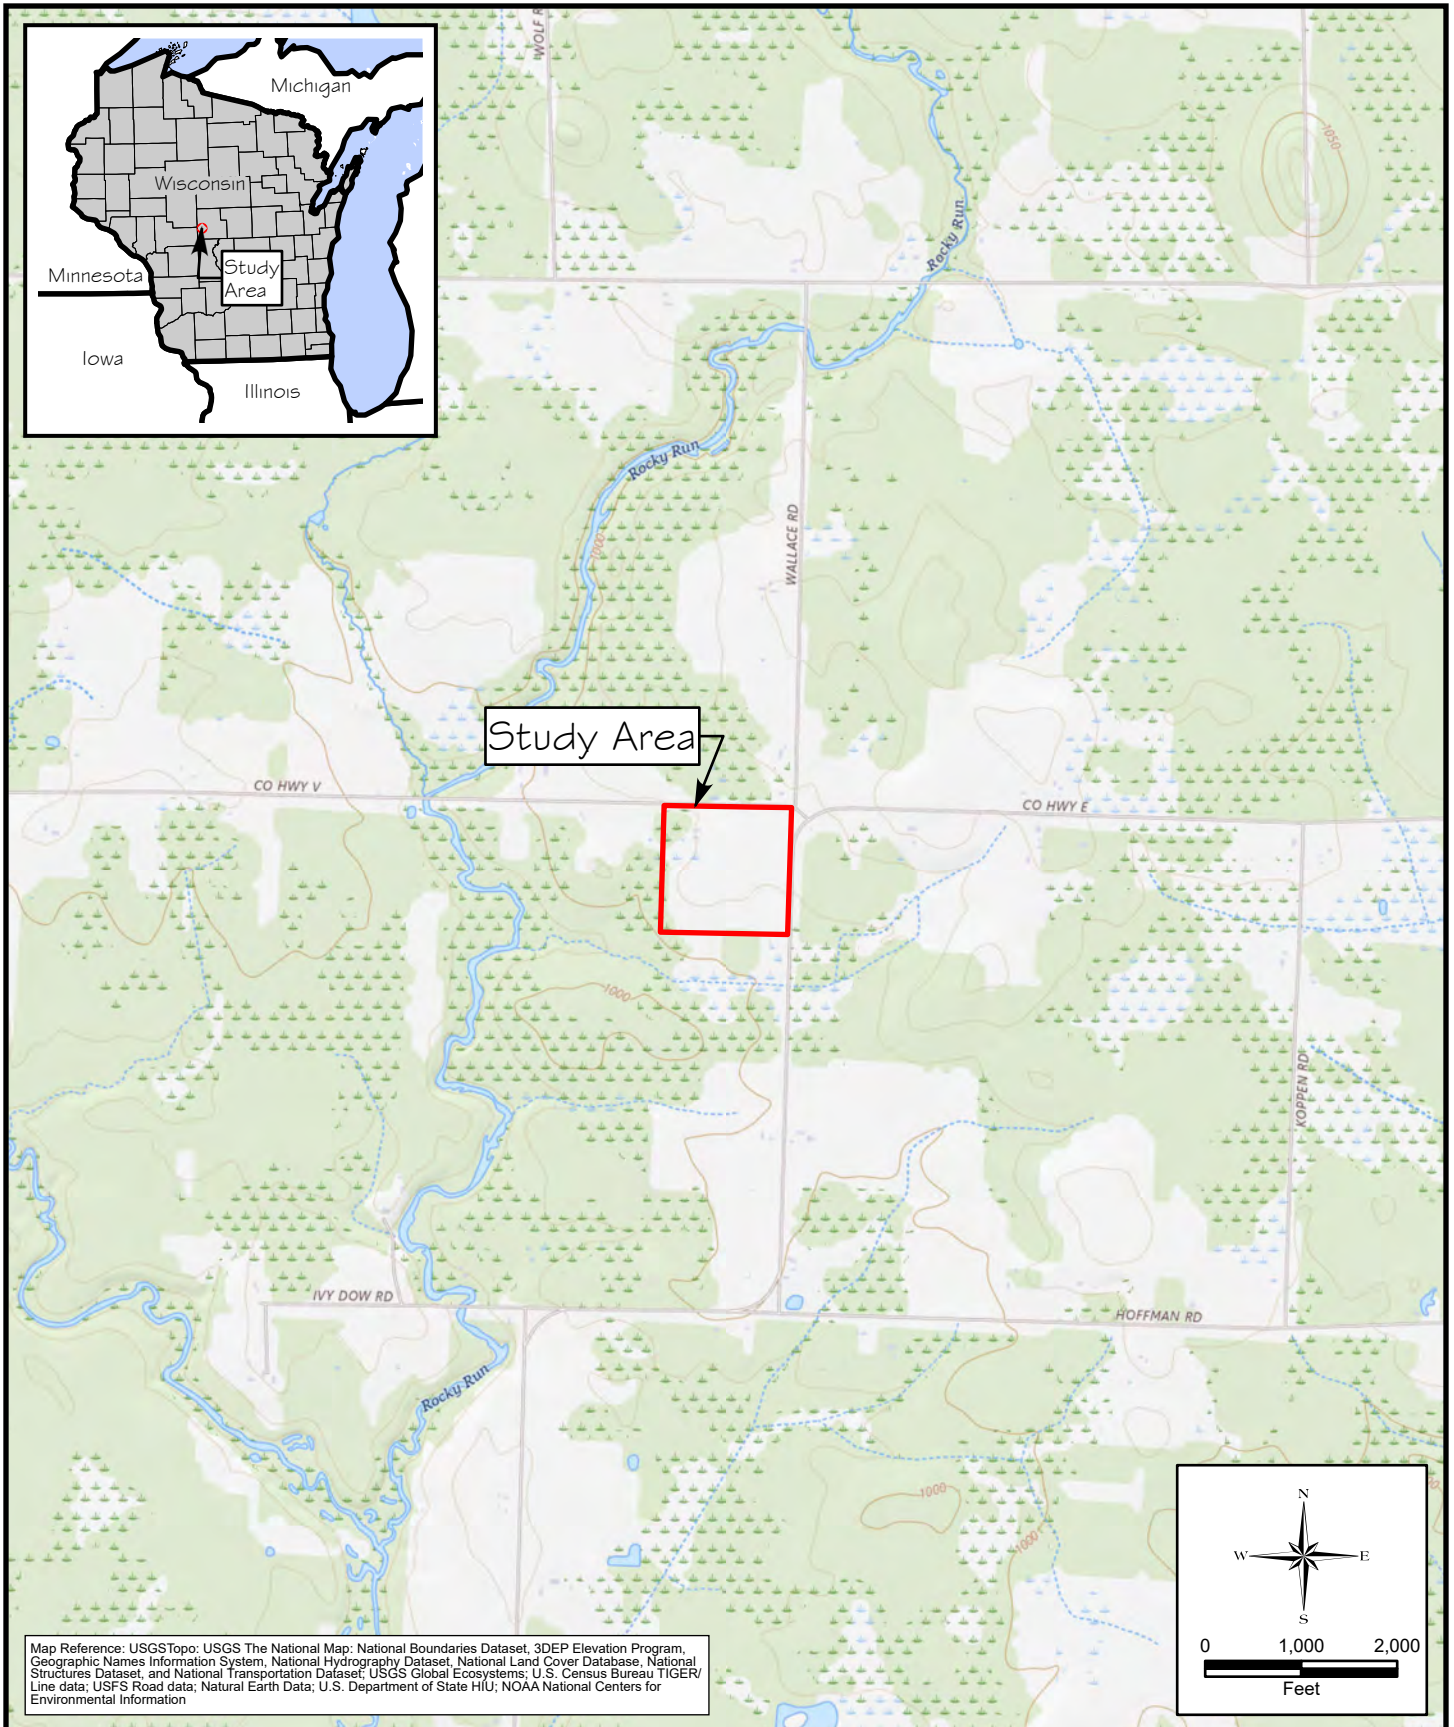 Michigan
Wisconsin
Minnesota
Study
Area
Iowa
Illinois
WOLF R
1050
Rocky Run
Rocky Run
1000
WALLACE RD
Study Area
CO HWY V
CO HWY E
1000
KOPPEN RD
IVY DOW RD
HOFFMAN RD
Rocky Run
1000
1000
N
W
E
S
0 1,000 2,000
Feet
Map Reference: USGSTopo: USGS The National Map: National Boundaries Dataset, 3DEP Elevation Program,
Geographic Names Information System, National Hydrography Dataset, National Land Cover Database, National
Structures Dataset, and National Transportation Dataset; USGS Global Ecosystems; U.S. Census Bureau TIGER/
Line data; USFS Road data; Natural Earth Data; U.S. Department of State HIU; NOAA National Centers for
Environmental Information